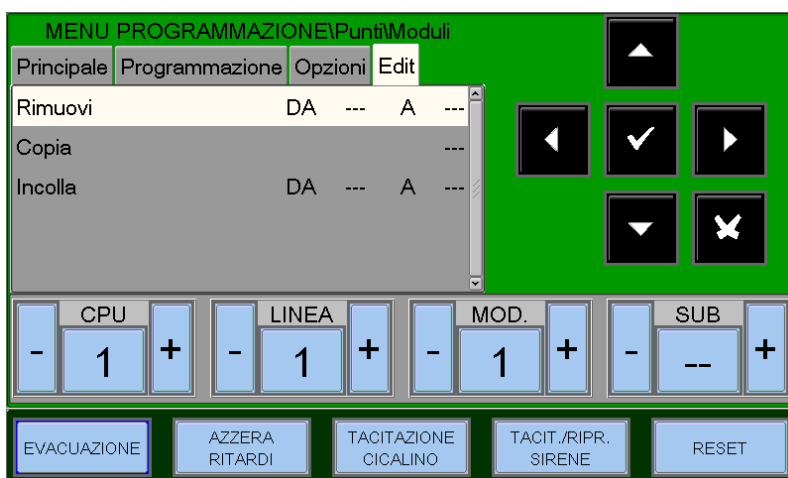 MENU PROGRAMMAZIONE\Punti\Moduli
Principale Programmazione Opzioni Edit
Rimuovi DA --- A ---
Copia ---
Incolla DA --- A ---
CPU LINEA MOD. SUB
- 1 + - 1 + - 1 + - -- +
EVACUAZIONE AZZERA RITARDI TACITAZIONE CICALINO TACIT./RIPR. SIRENE RESET